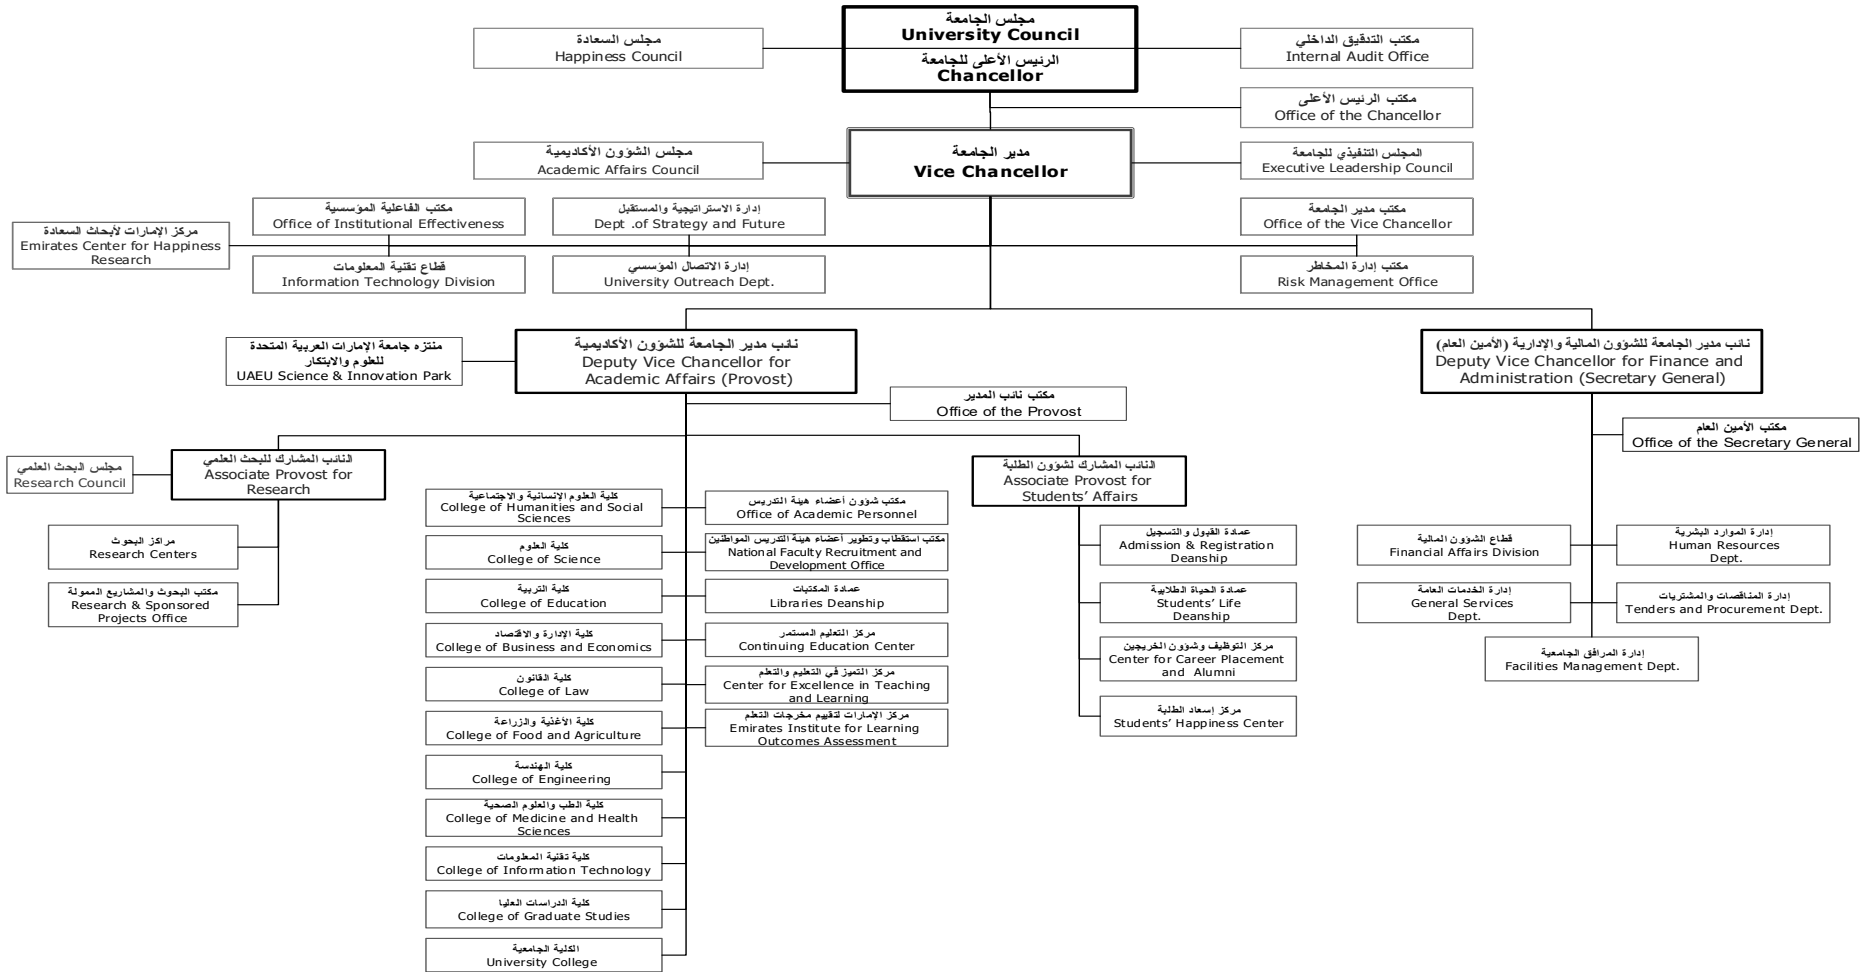 مجلس الجامعة
University Council
الرئيس الأعلى للجامعة
Chancellor
مجلس السعادة
Happiness Council
مكتب التدقيق الداخلي
Internal Audit Office
مكتب الرئيس الأعلى
Office of the Chancellor
مدير الجامعة
Vice Chancellor
مجلس الشؤون الأكاديمية
Academic Affairs Council
المجلس التنفيذي للجامعة
Executive Leadership Council
مكتب الفاعلية المؤسسية
Office of Institutional Effectiveness
إدارة الاستراتيجية والمستقبل
Dept .of Strategy and Future
مكتب مدير الجامعة
Office of the Vice Chancellor
مركز الإمارات لأبحاث السعادة
Emirates Center for Happiness
Research
قطاع تقنية المعلومات
Information Technology Division
إدارة الاتصال المؤسسي
University Outreach Dept.
مكتب إدارة المخاطر
Risk Management Office
منتزه جامعة الإمارات العربية المتحدة
للعلوم والابتكار
UAEU Science & Innovation Park
نائب مدير الجامعة للشؤون الأكاديمية
Deputy Vice Chancellor for
Academic Affairs (Provost)
نائب مدير الجامعة للشؤون المالية والإدارية (الأمين العام)
Deputy Vice Chancellor for Finance and
Administration (Secretary General)
مكتب نائب المدير
Office of the Provost
مكتب الأمين العام
Office of the Secretary General
مجلس البحث العلمي
Research Council
النائب المشارك للبحث العلمي
Associate Provost for
Research
النائب المشارك لشؤون الطلبة
Associate Provost for
Students’ Affairs
مراكز البحوث
Research Centers
مكتب البحوث والمشاريع الممولة
Research & Sponsored
Projects Office
كلية العلوم الإنسانية والاجتماعية
College of Humanities and Social
Sciences
كلية العلوم
College of Science
كلية التربية
College of Education
كلية الإدارة والاقتصاد
College of Business and Economics
كلية القانون
College of Law
كلية الأغذية والزراعة
College of Food and Agriculture
كلية الهندسة
College of Engineering
كلية الطب والعلوم الصحية
College of Medicine and Health
Sciences
كلية تقنية المعلومات
College of Information Technology
كلية الدراسات العليا
College of Graduate Studies
الكلية الجامعية
University College
مكتب شؤون أعضاء هيئة التدريس
Office of Academic Personnel
مكتب استقطاب وتطوير أعضاء هيئة التدريس المواطنين
National Faculty Recruitment and
Development Office
عمادة المكتبات
Libraries Deanship
مركز التعليم المستمر
Continuing Education Center
مركز التميز في التعليم والتعلم
Center for Excellence in Teaching
and Learning
مركز الإمارات لتقييم مخرجات التعلم
Emirates Institute for Learning
Outcomes Assessment
عمادة القبول والتسجيل
Admission & Registration
Deanship
عمادة الحياة الطلابية
Students’ Life
Deanship
مركز التوظيف وشؤون الخريجين
Center for Career Placement
and Alumni
مركز إسعاد الطلبة
Students’ Happiness Center
قطاع الشؤون المالية
Financial Affairs Division
إدارة الموارد البشرية
Human Resources
Dept.
إدارة الخدمات العامة
General Services
Dept.
إدارة المناقصات والمشتريات
Tenders and Procurement Dept.
إدارة المرافق الجامعية
Facilities Management Dept.